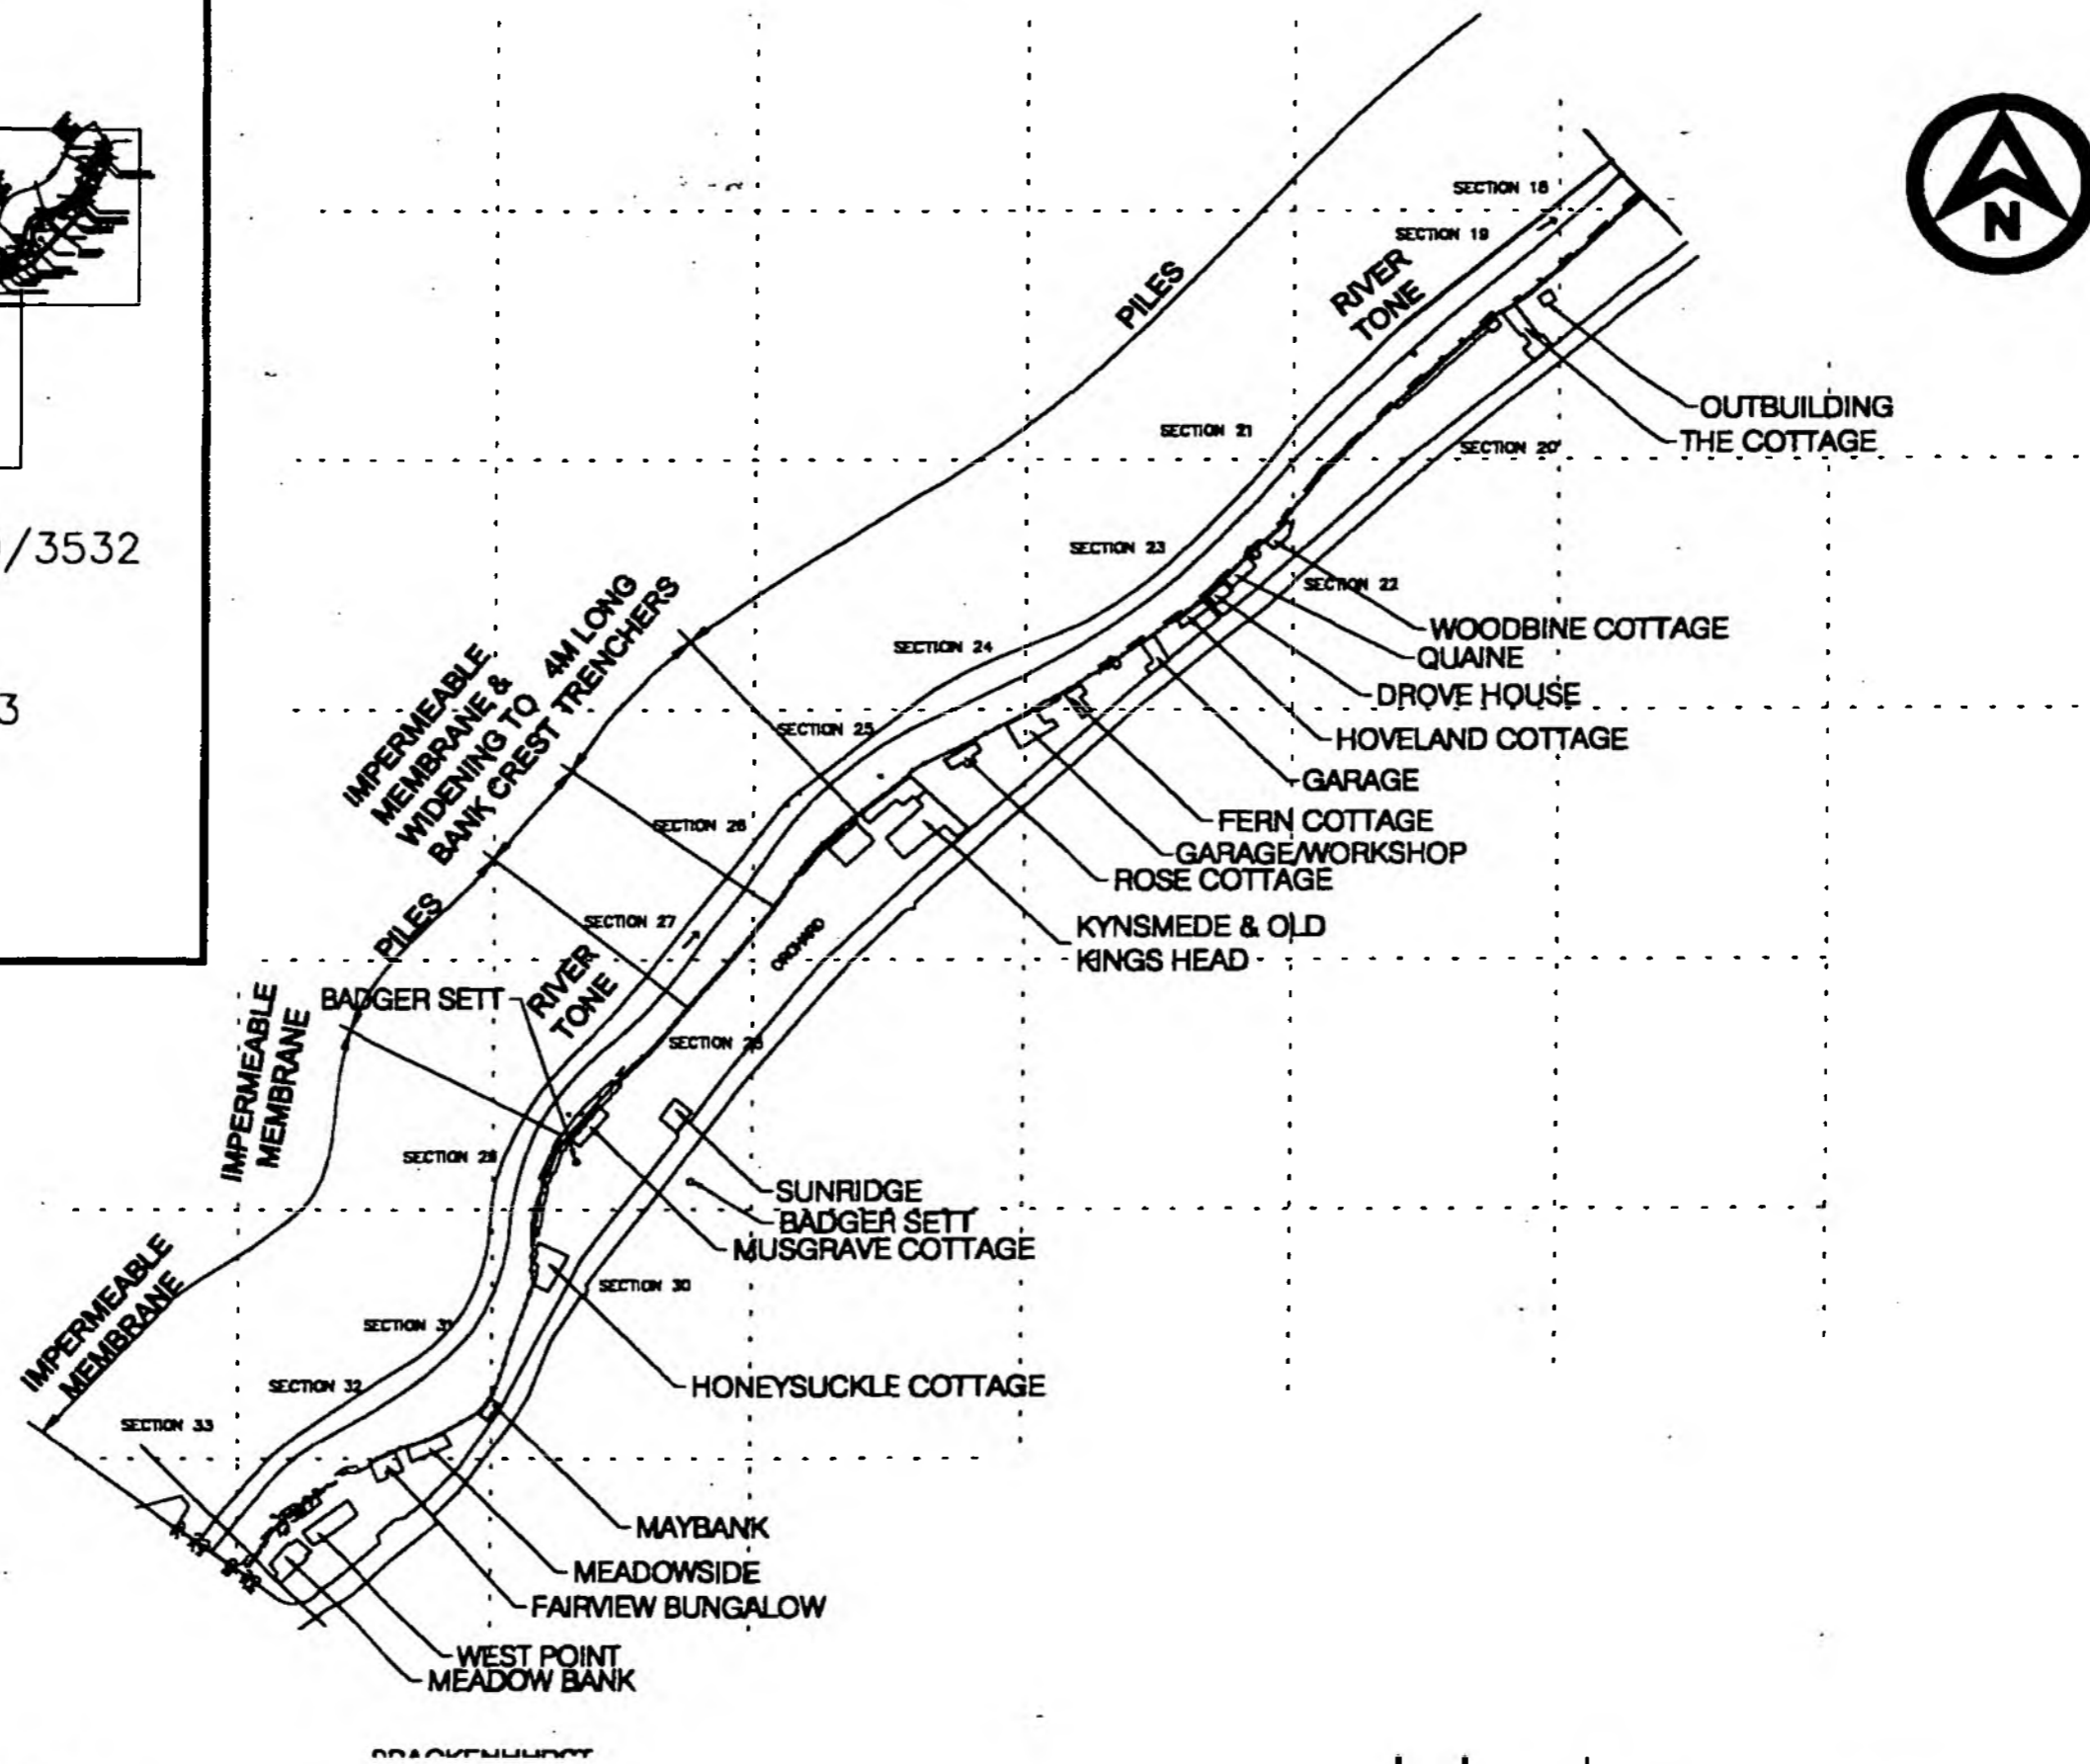 N
SECTION 18
SECTION 19
RIVER
TONE
PILES
OUTBUILDING
THE COTTAGE
SECTION 21
SECTION 20
/3532
SECTION 23
SECTION 22
WOODBINE COTTAGE
QUAINE
SECTION 24
DROVE HOUSE
IMPERMEABLE
MEMBRANE &
WIDENING TO 4M LONG
BANK CREST TRENCHERS
3
SECTION 25
HOVELAND COTTAGE
GARAGE
SECTION 26
FERN COTTAGE
GARAGE/WORKSHOP
ROSE COTTAGE
SECTION 27
PILES
ORCHARD
KYNSMEDE & OLD
KINGS HEAD
BADGER SETT
RIVER
TONE
IMPERMEABLE
MEMBRANE
SECTION
SECTION
SUNRIDGE
BADGER SETT
MUSGRAVE COTTAGE
SECTION 30
IMPERMEABLE
MEMBRANE
SECTION 31
SECTION 32
HONEYSUCKLE COTTAGE
SECTION 33
MAYBANK
MEADOWSIDE
FAIRVIEW BUNGALOW
WEST POINT
MEADOW BANK